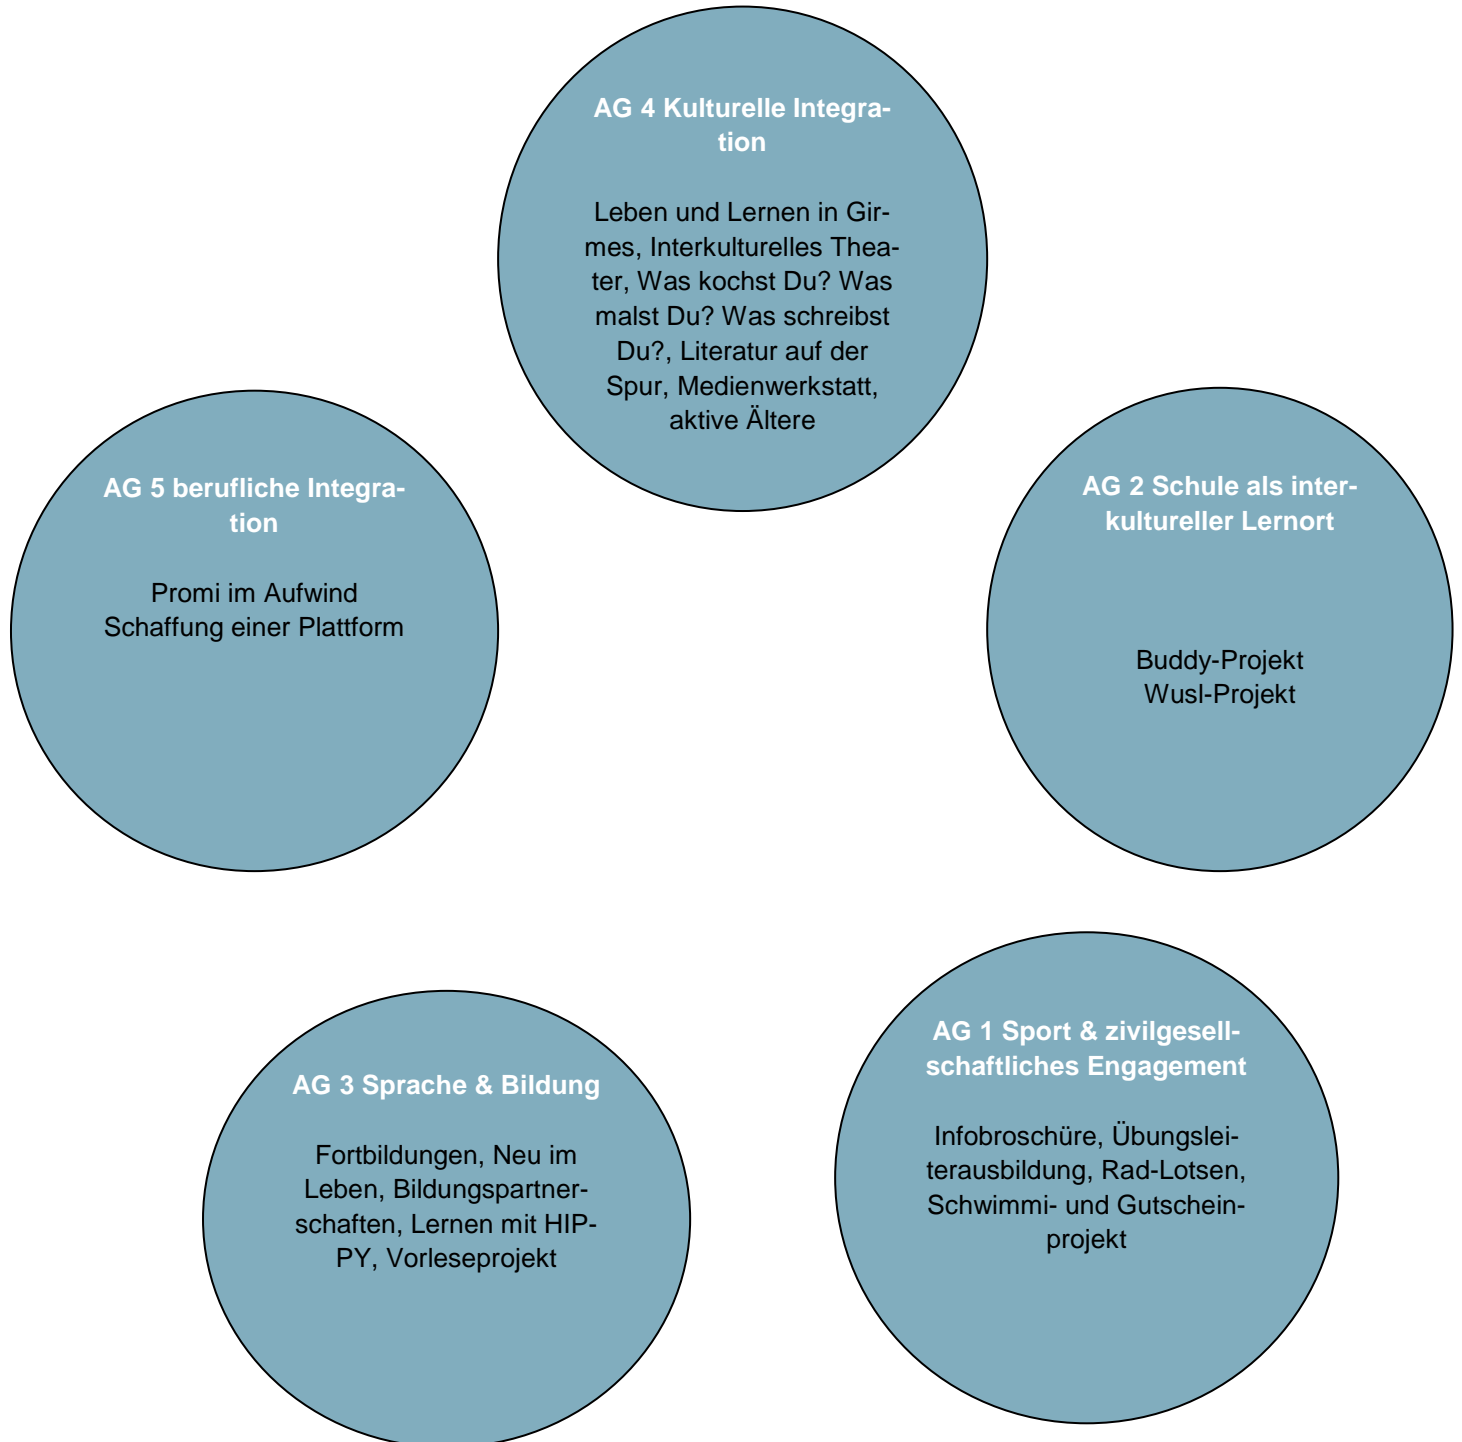 AG 4 Kulturelle Integra-
tion
Leben und Lernen in Gir-
mes, Interkulturelles Thea-
ter, Was kochst Du? Was
malst Du? Was schreibst
Du?, Literatur auf der
Spur, Medienwerkstatt,
aktive Ältere
AG 5 berufliche Integra-
tion
Promi im Aufwind
Schaffung einer Plattform
AG 2 Schule als inter-
kultureller Lernort
Buddy-Projekt
Wusl-Projekt
AG 3 Sprache & Bildung
Fortbildungen, Neu im
Leben, Bildungspartner-
schaften, Lernen mit HIP-
PY, Vorleseprojekt
AG 1 Sport & zivilgesell-
schaftliches Engagement
Infobroschüre, Übungslei-
terausbildung, Rad-Lotsen,
Schwimmi- und Gutschein-
projekt